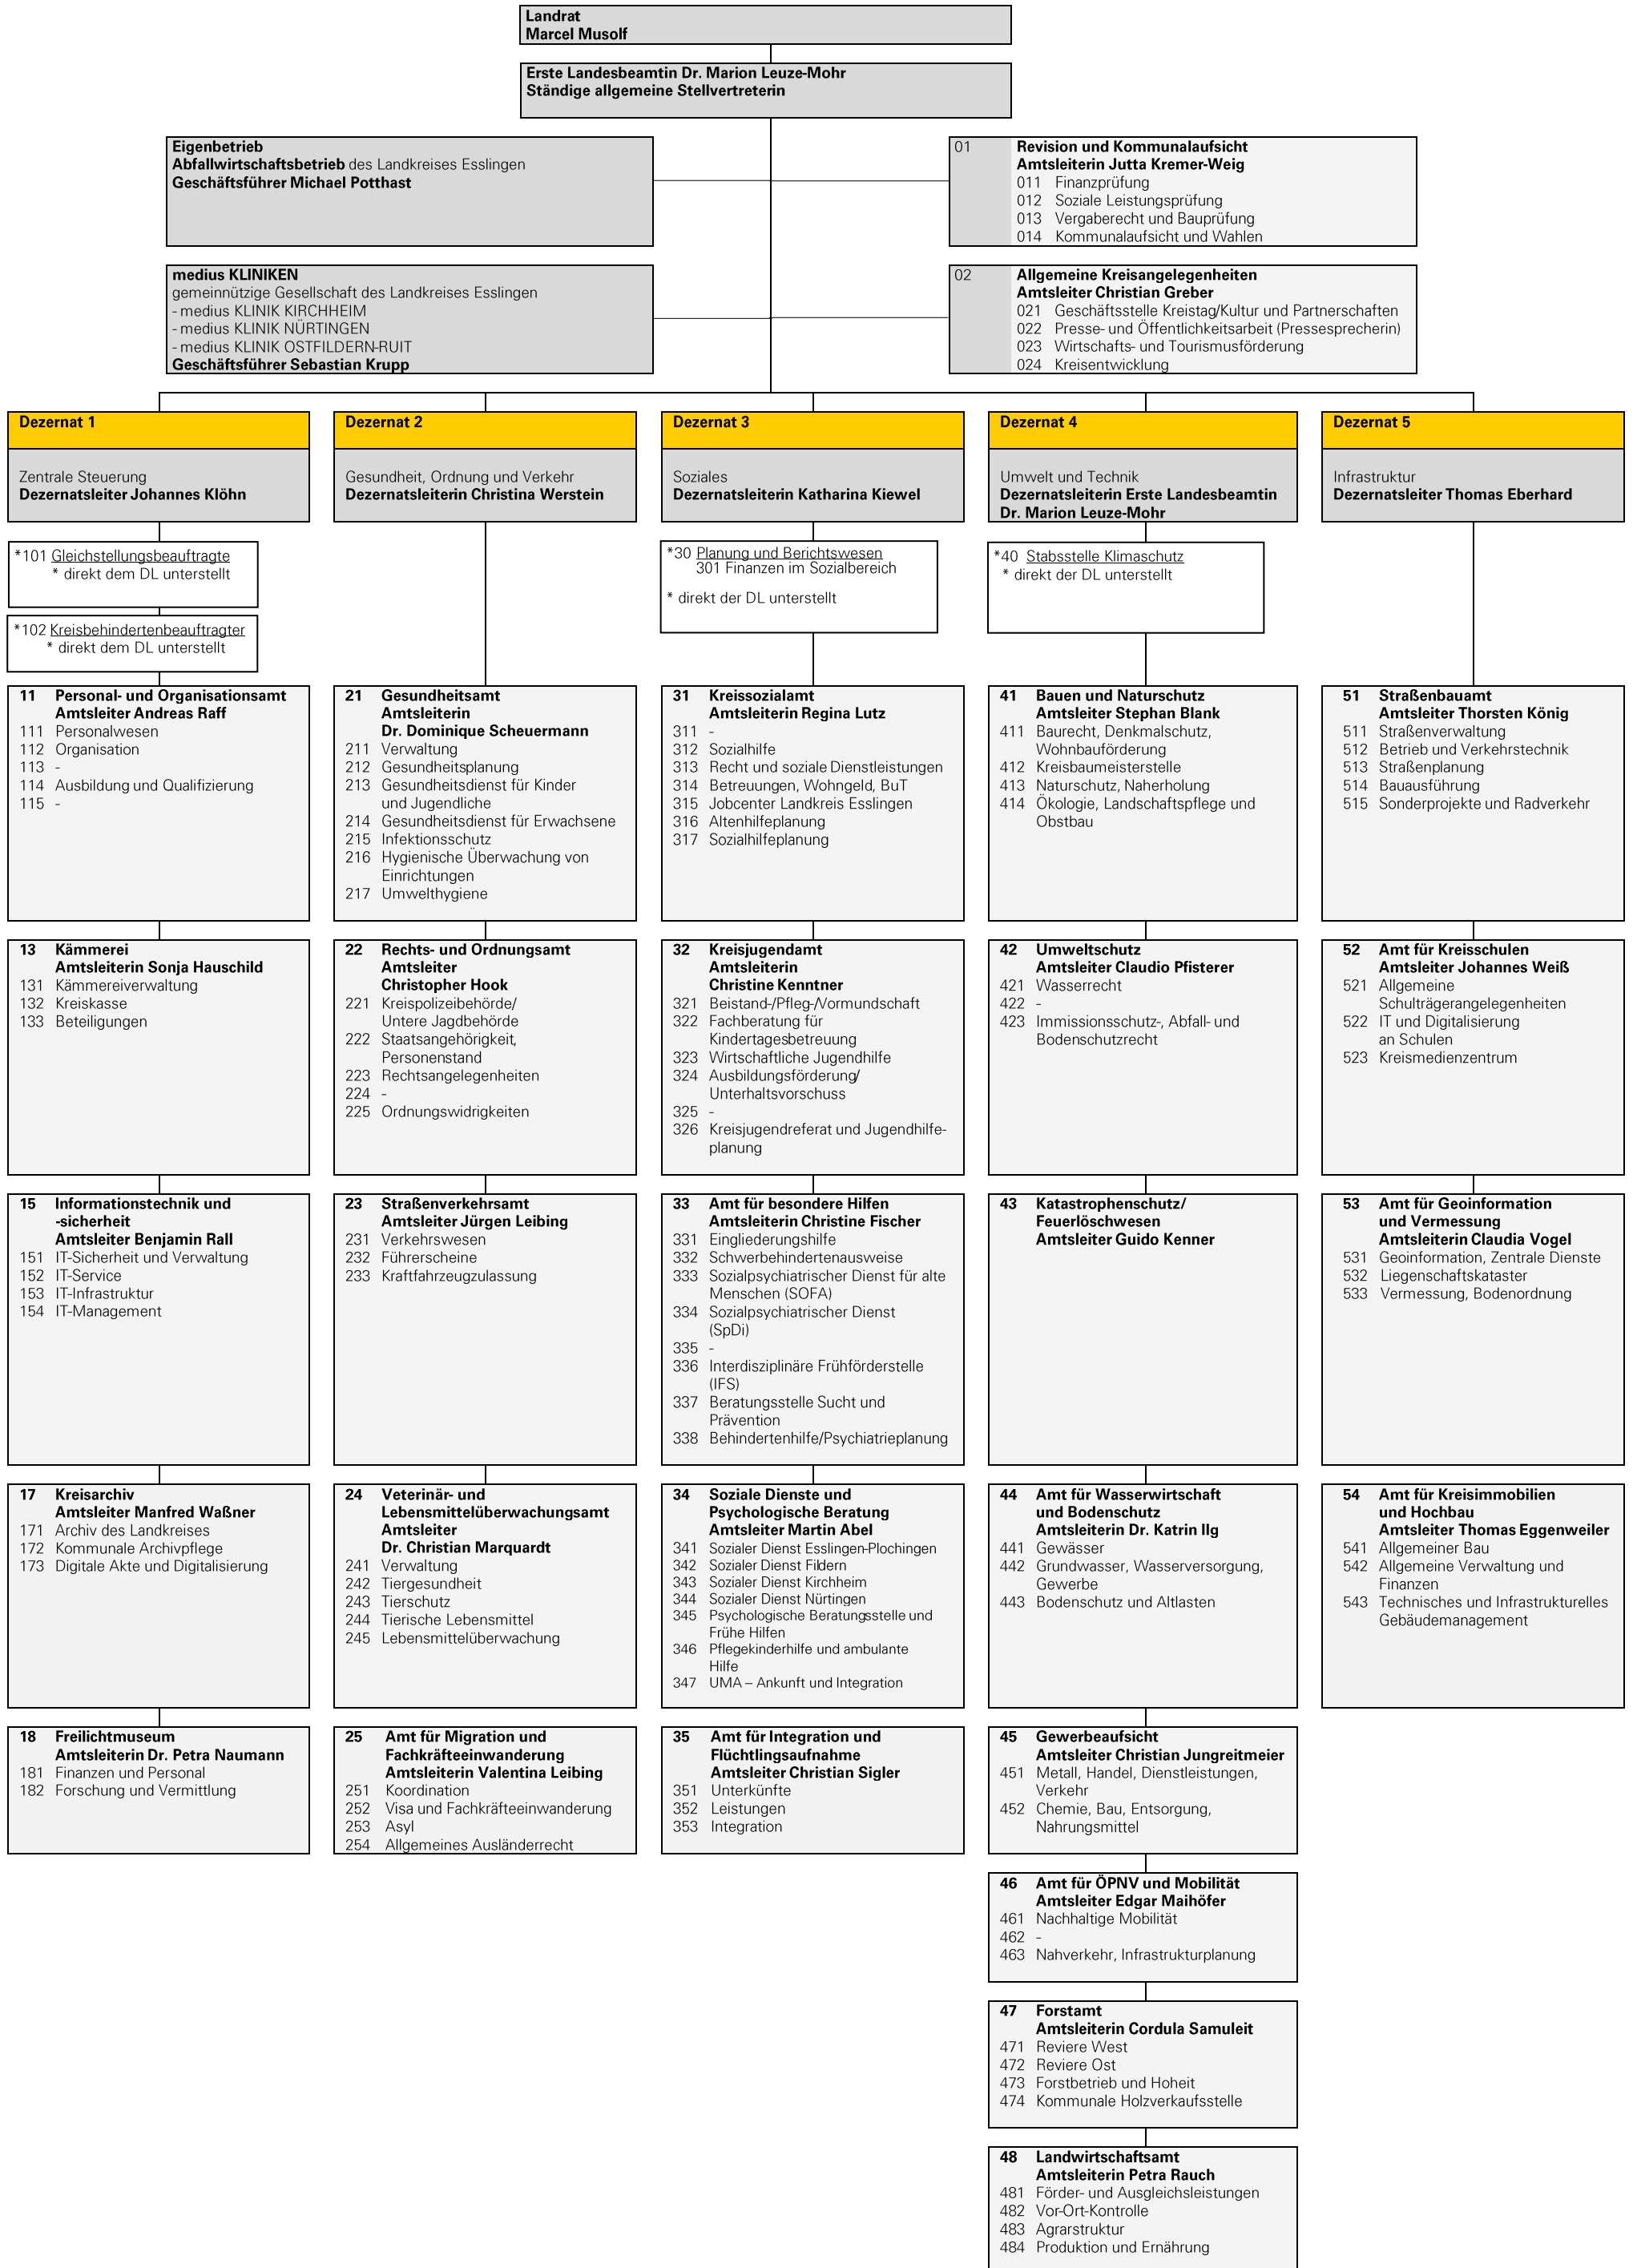 Landrat
Marcel Musolf
Erste Landesbeamtin Dr. Marion Leuze-Mohr
Ständige allgemeine Stellvertreterin
Eigenbetrieb
Abfallwirtschaftsbetrieb des Landkreises Esslingen
Geschäftsführer Michael Potthast
01 Revision und Kommunalaufsicht
Amtsleiterin Jutta Kremer-Weig
011 Finanzprüfung
012 Soziale Leistungsprüfung
013 Vergaberecht und Bauprüfung
014 Kommunalaufsicht und Wahlen
medius KLINIKEN
gemeinnützige Gesellschaft des Landkreises Esslingen
- medius KLINIK KIRCHHEIM
- medius KLINIK NÜRTINGEN
- medius KLINIK OSTFILDERN-RUIT
Geschäftsführer Sebastian Krupp
02 Allgemeine Kreisangelegenheiten
Amtsleiter Christian Greber
021 Geschäftsstelle Kreistag/Kultur und Partnerschaften
022 Presse- und Öffentlichkeitsarbeit (Pressesprecherin)
023 Wirtschafts- und Tourismusförderung
024 Kreisentwicklung
Dezernat 1
Zentrale Steuerung
Dezernatsleiter Johannes Klöhn
*101 Gleichstellungsbeauftragte
* direkt dem DL unterstellt
*102 Kreisbehindertenbeauftragter
* direkt dem DL unterstellt
11 Personal- und Organisationsamt
Amtsleiter Andreas Raff
111 Personalwesen
112 Organisation
113 -
114 Ausbildung und Qualifizierung
115 -
13 Kämmerei
Amtsleiterin Sonja Hauschild
131 Kämmereiverwaltung
132 Kreiskasse
133 Beteiligungen
15 Informationstechnik und
-sicherheit
Amtsleiter Benjamin Rall
151 IT-Sicherheit und Verwaltung
152 IT-Service
153 IT-Infrastruktur
154 IT-Management
17 Kreisarchiv
Amtsleiter Manfred Waßner
171 Archiv des Landkreises
172 Kommunale Archivpflege
173 Digitale Akte und Digitalisierung
18 Freilichtmuseum
Amtsleiterin Dr. Petra Naumann
181 Finanzen und Personal
182 Forschung und Vermittlung
Dezernat 2
Gesundheit, Ordnung und Verkehr
Dezernatsleiterin Christina Werstein
21 Gesundheitsamt
Amtsleiterin
Dr. Dominique Scheuermann
211 Verwaltung
212 Gesundheitsplanung
213 Gesundheitsdienst für Kinder
und Jugendliche
214 Gesundheitsdienst für Erwachsene
215 Infektionsschutz
216 Hygienische Überwachung von
Einrichtungen
217 Umwelthygiene
22 Rechts- und Ordnungsamt
Amtsleiter
Christopher Hook
221 Kreispolizeibehörde/
Untere Jagdbehörde
222 Staatsangehörigkeit,
Personenstand
223 Rechtsangelegenheiten
224 -
225 Ordnungswidrigkeiten
23 Straßenverkehrsamt
Amtsleiter Jürgen Leibing
231 Verkehrswesen
232 Führerscheine
233 Kraftfahrzeugzulassung
24 Veterinär- und
Lebensmittelüberwachungsamt
Amtsleiter
Dr. Christian Marquardt
241 Verwaltung
242 Tiergesundheit
243 Tierschutz
244 Tierische Lebensmittel
245 Lebensmittelüberwachung
25 Amt für Migration und
Fachkräfteeinwanderung
Amtsleiterin Valentina Leibing
251 Koordination
252 Visa und Fachkräfteeinwanderung
253 Asyl
254 Allgemeines Ausländerrecht
Dezernat 3
Soziales
Dezernatsleiterin Katharina Kiewel
*30 Planung und Berichtswesen
301 Finanzen im Sozialbereich
* direkt der DL unterstellt
31 Kreissozialamt
Amtsleiterin Regina Lutz
311 -
312 Sozialhilfe
313 Recht und soziale Dienstleistungen
314 Betreuungen, Wohngeld, BuT
315 Jobcenter Landkreis Esslingen
316 Altenhilfeplanung
317 Sozialhilfeplanung
32 Kreisjugendamt
Amtsleiterin
Christine Kenntner
321 Beistand-/Pfleg-/Vormundschaft
322 Fachberatung für
Kindertagesbetreuung
323 Wirtschaftliche Jugendhilfe
324 Ausbildungsförderung/
Unterhaltsvorschuss
325 -
326 Kreisjugendreferat und Jugendhilfe-
planung
33 Amt für besondere Hilfen
Amtsleiterin Christine Fischer
331 Eingliederungshilfe
332 Schwerbehindertenausweise
333 Sozialpsychiatrischer Dienst für alte
Menschen (SOFA)
334 Sozialpsychiatrischer Dienst
(SpDi)
335 -
336 Interdisziplinäre Frühförderstelle
(IFS)
337 Beratungsstelle Sucht und
Prävention
338 Behindertenhilfe/Psychiatrieplanung
34 Soziale Dienste und
Psychologische Beratung
Amtsleiter Martin Abel
341 Sozialer Dienst Esslingen-Plochingen
342 Sozialer Dienst Fildern
343 Sozialer Dienst Kirchheim
344 Sozialer Dienst Nürtingen
345 Psychologische Beratungsstelle und
Frühe Hilfen
346 Pflegekinderhilfe und ambulante
Hilfe
347 UMA – Ankunft und Integration
35 Amt für Integration und
Flüchtlingsaufnahme
Amtsleiter Christian Sigler
351 Unterkünfte
352 Leistungen
353 Integration
Dezernat 4
Umwelt und Technik
Dezernatsleiterin Erste Landesbeamtin
Dr. Marion Leuze-Mohr
*40 Stabsstelle Klimaschutz
* direkt der DL unterstellt
41 Bauen und Naturschutz
Amtsleiter Stephan Blank
411 Baurecht, Denkmalschutz,
Wohnbauförderung
412 Kreisbaumeisterstelle
413 Naturschutz, Naherholung
414 Ökologie, Landschaftspflege und
Obstbau
42 Umweltschutz
Amtsleiter Claudio Pfisterer
421 Wasserrecht
422 -
423 Immissionsschutz-, Abfall- und
Bodenschutzrecht
43 Katastrophenschutz/
Feuerlöschwesen
Amtsleiter Guido Kenner
44 Amt für Wasserwirtschaft
und Bodenschutz
Amtsleiterin Dr. Katrin Ilg
441 Gewässer
442 Grundwasser, Wasserversorgung,
Gewerbe
443 Bodenschutz und Altlasten
45 Gewerbeaufsicht
Amtsleiter Christian Jungreitmeier
451 Metall, Handel, Dienstleistungen,
Verkehr
452 Chemie, Bau, Entsorgung,
Nahrungsmittel
46 Amt für ÖPNV und Mobilität
Amtsleiter Edgar Maihöfer
461 Nachhaltige Mobilität
462 -
463 Nahverkehr, Infrastrukturplanung
47 Forstamt
Amtsleiterin Cordula Samuleit
471 Reviere West
472 Reviere Ost
473 Forstbetrieb und Hoheit
474 Kommunale Holzverkaufsstelle
48 Landwirtschaftsamt
Amtsleiterin Petra Rauch
481 Förder- und Ausgleichsleistungen
482 Vor-Ort-Kontrolle
483 Agrarstruktur
484 Produktion und Ernährung
Dezernat 5
Infrastruktur
Dezernatsleiter Thomas Eberhard
51 Straßenbauamt
Amtsleiter Thorsten König
511 Straßenverwaltung
512 Betrieb und Verkehrstechnik
513 Straßenplanung
514 Bauausführung
515 Sonderprojekte und Radverkehr
52 Amt für Kreisschulen
Amtsleiter Johannes Weiß
521 Allgemeine
Schulträgerangelegenheiten
522 IT und Digitalisierung
an Schulen
523 Kreismedienzentrum
53 Amt für Geoinformation
und Vermessung
Amtsleiterin Claudia Vogel
531 Geoinformation, Zentrale Dienste
532 Liegenschaftskataster
533 Vermessung, Bodenordnung
54 Amt für Kreisimmobilien
und Hochbau
Amtsleiter Thomas Eggenweiler
541 Allgemeiner Bau
542 Allgemeine Verwaltung und
Finanzen
543 Technisches und Infrastrukturelles
Gebäudemanagement